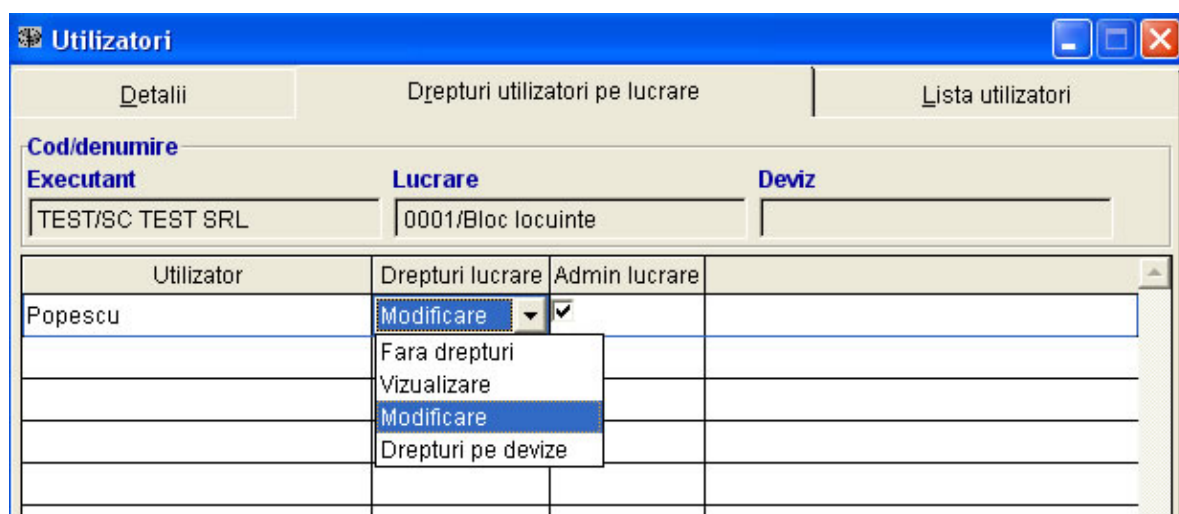 Utilizatori
Detalii Drepturi utilizatori pe lucrare Lista utilizatori
Cod/denumire
Executant Lucrare Deviz
TEST/SC TEST SRL 0001/Bloc locuinte
Utilizator Drepturi lucrare Admin lucrare
Popescu Modificare
Fara drepturi
Vizualizare
Modificare
Drepturi pe devize